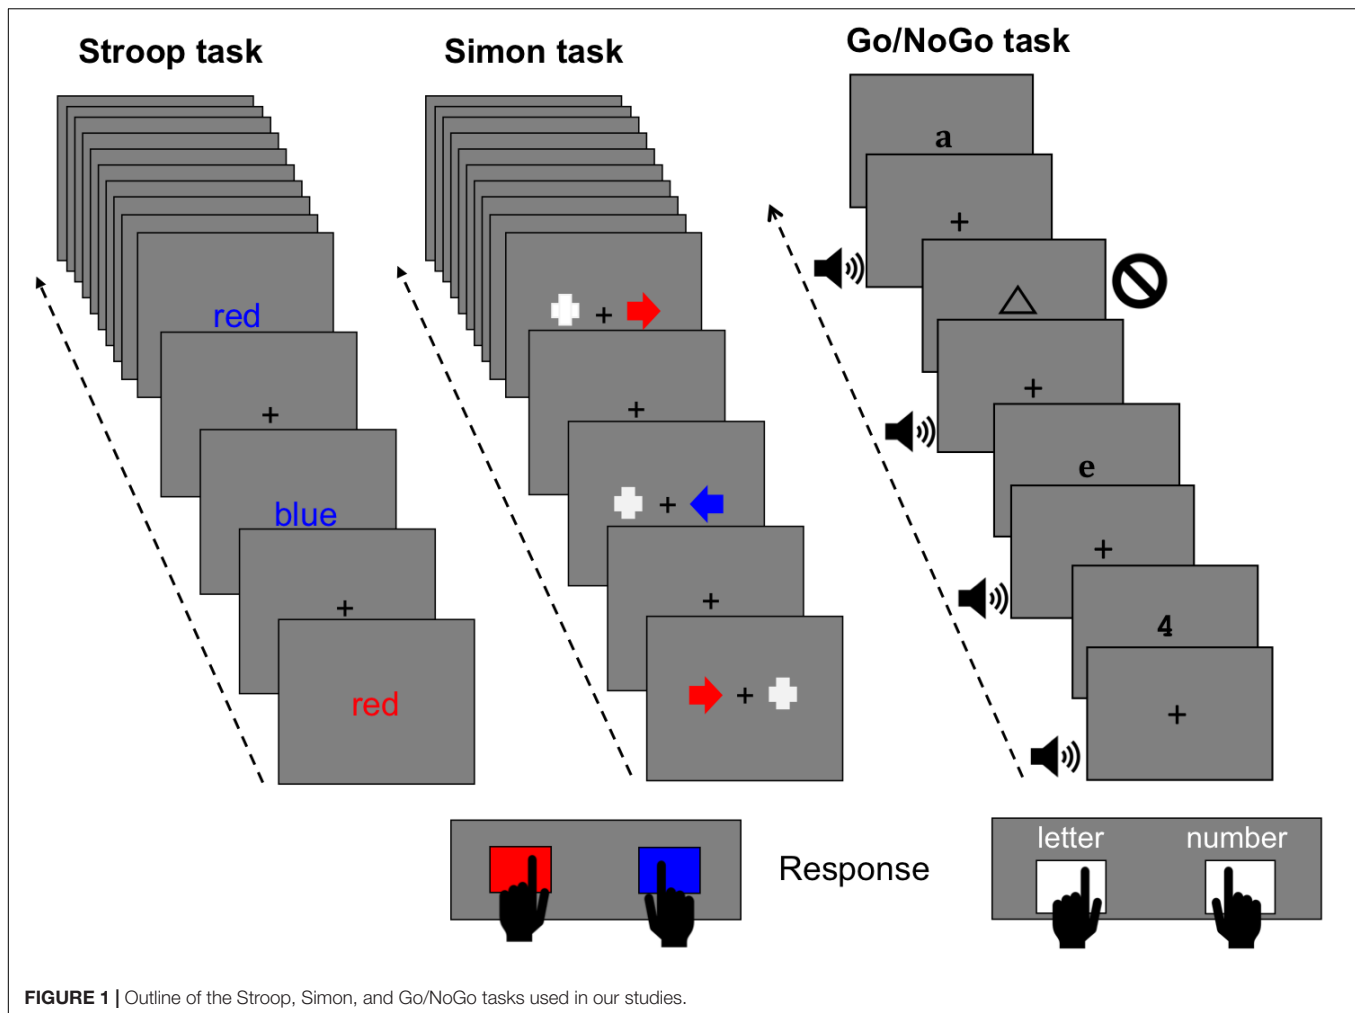 Stroop task
Simon task
Go/NoGo task
red
+
blue
+
red
+
+
+
+
+
a
+
+
e
+
4
+
Response
letter
number
FIGURE 1 | Outline of the Stroop, Simon, and Go/NoGo tasks used in our studies.